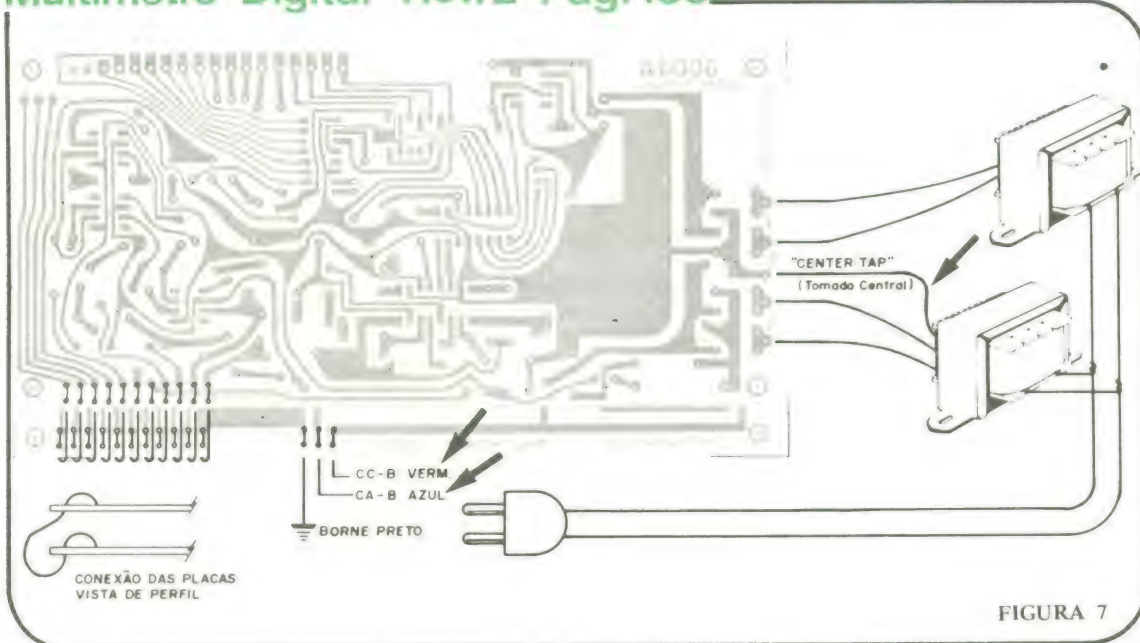 Multímetro Digital
"CENTER TAP"
(Tomada Central)
CC-B VERM.
CA-B AZUL
BORNE PRETO
CONEXÃO DAS PLACAS
VISTA DE PERFIL
FIGURA 7